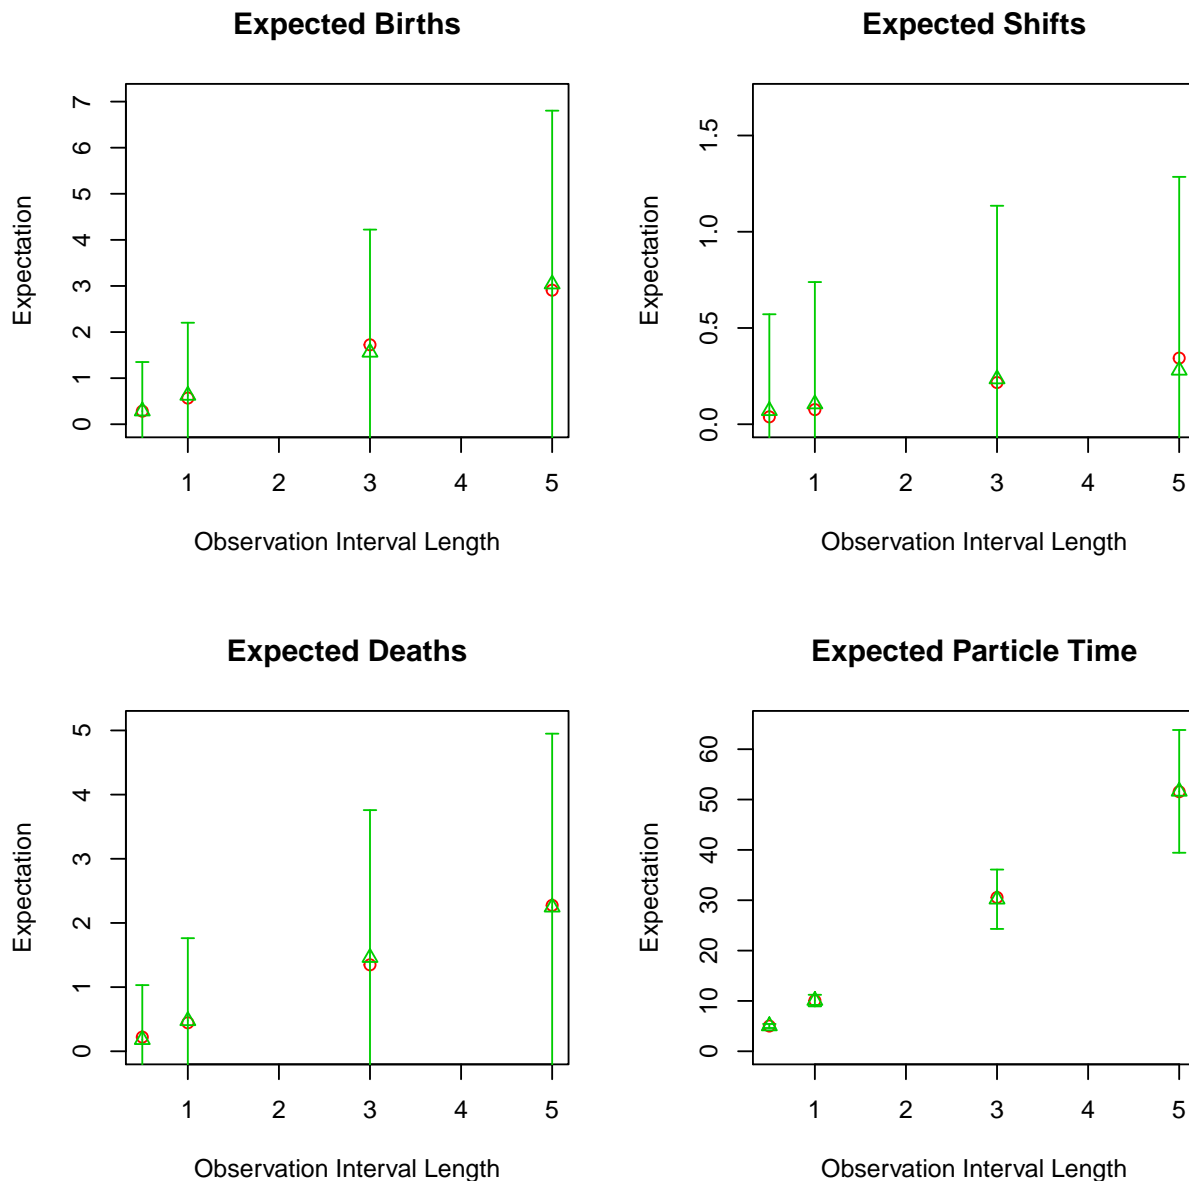 Expected Births
7
6
5
4
3
2
1
0
Expectation
1 2 3 4 5
Observation Interval Length
Expected Shifts
1.5
1.0
0.5
0.0
Expectation
1 2 3 4 5
Observation Interval Length
Expected Deaths
5
4
3
2
1
0
Expectation
1 2 3 4 5
Observation Interval Length
Expected Particle Time
60
50
40
30
20
10
0
Expectation
1 2 3 4 5
Observation Interval Length